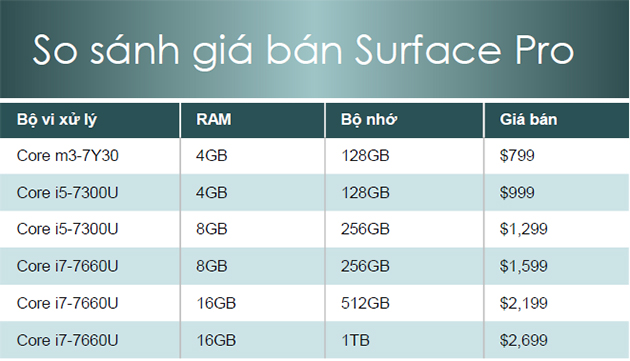 So sánh giá bán Surface Pro
Bộ vi xử lý RAM Bộ nhớ Giá bán
Core m3-7Y30 4GB 128GB $799
Core i5-7300U 4GB 128GB $999
Core i5-7300U 8GB 256GB $1,299
Core i7-7660U 8GB 256GB $1,599
Core i7-7660U 16GB 512GB $2,199
Core i7-7660U 16GB 1TB $2,699